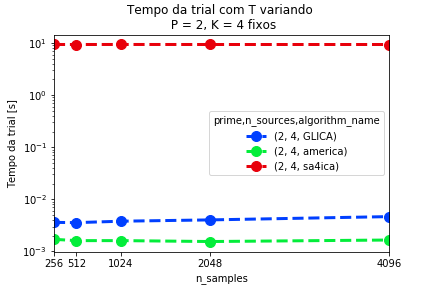 Tempo da trial com T variando
P = 2, K = 4 fixos
Tempo da trial [s]
10¹
10⁰
10⁻¹
10⁻²
10⁻³
prime,n_sources,algorithm_name
(2, 4, GLICA)
(2, 4, america)
(2, 4, sa4ica)
256 512 1024 2048 4096
n_samples